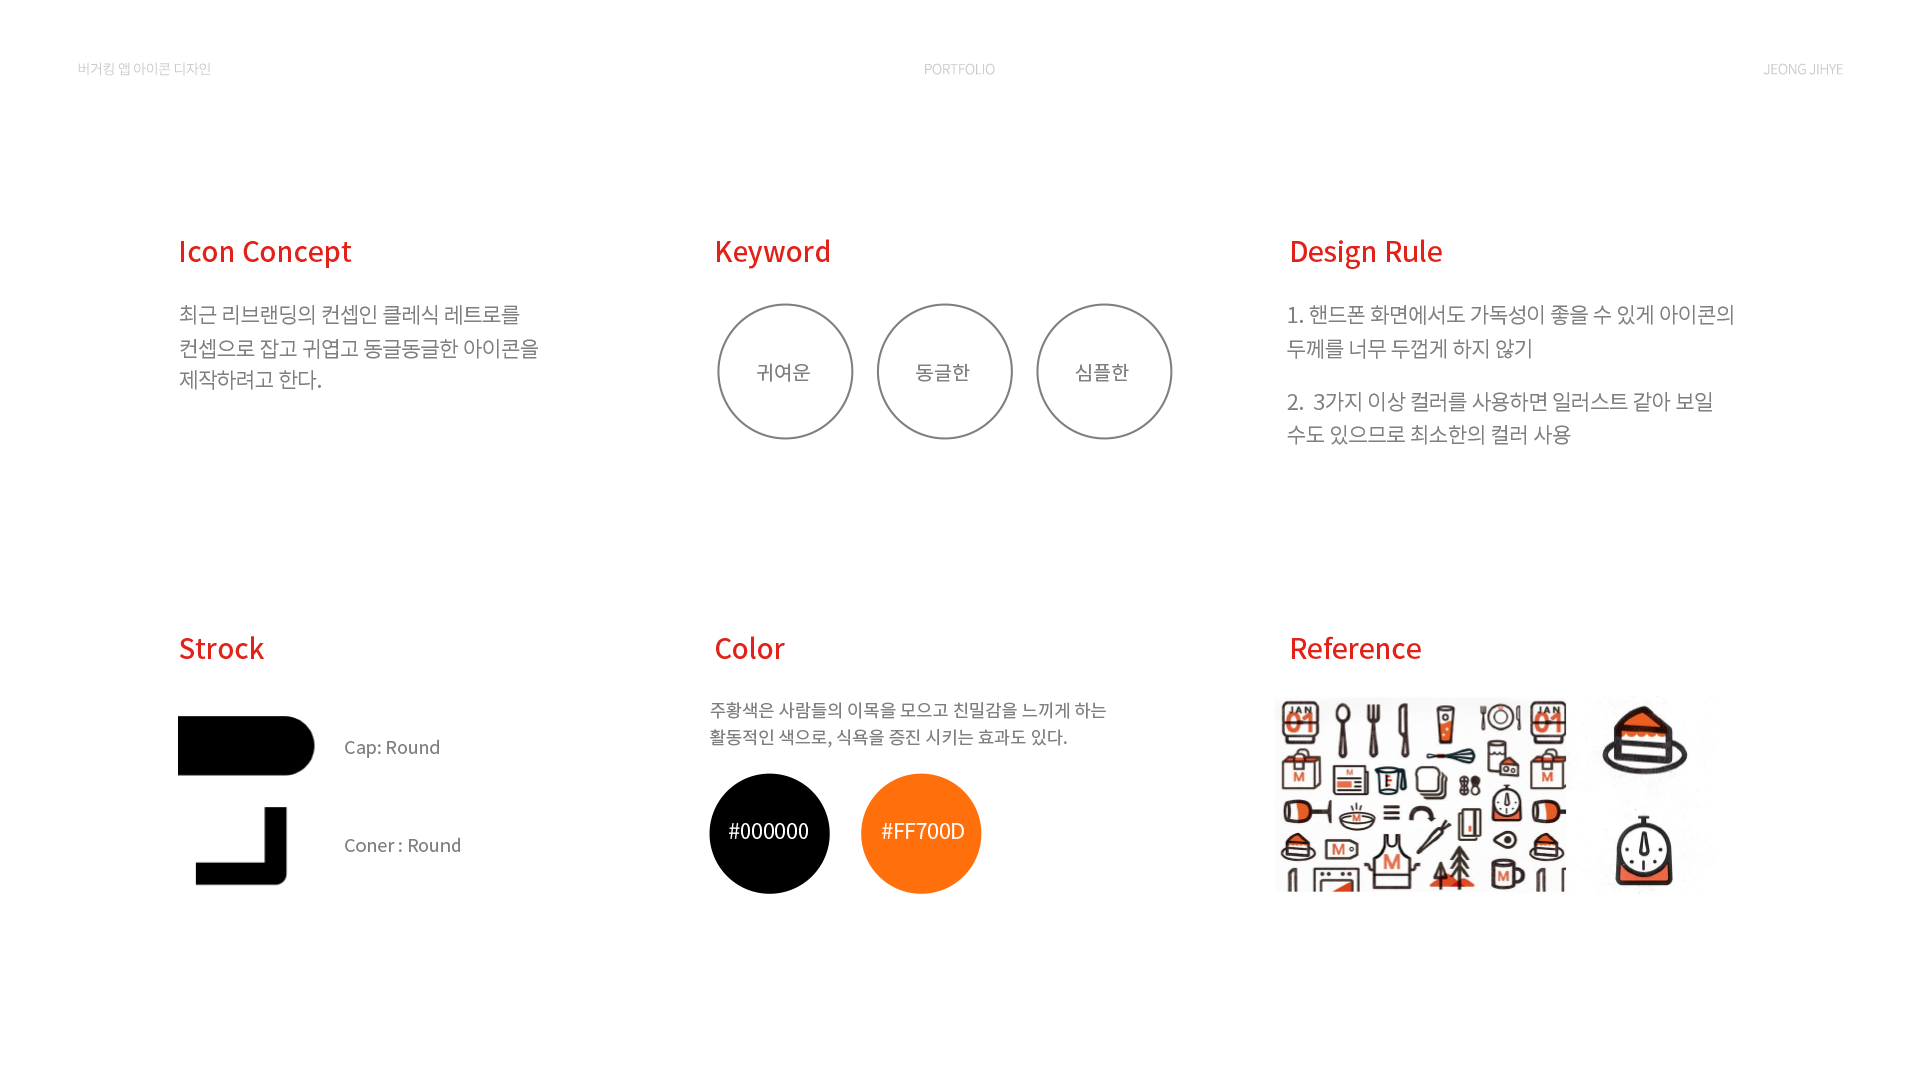 버거킹 앱 아이콘 디자인
PORTFOLIO
JEONG JIHYE
Icon Concept
최근 리브랜딩의 컨셉인 클레식 레트로를
컨셉으로 잡고 귀엽고 동글동글한 아이콘을
제작하려고 한다.
Keyword
귀여운
동글한
심플한
Design Rule
1. 핸드폰 화면에서도 가독성이 좋을 수 있게 아이콘의
두께를 너무 두껍게 하지 않기
2. 3가지 이상 컬러를 사용하면 일러스트 같아 보일
수도 있으므로 최소한의 컬러 사용
Strock
Cap: Round
Coner : Round
Color
주황색은 사람들의 이목을 모으고 친밀감을 느끼게 하는
활동적인 색으로, 식욕을 증진 시키는 효과도 있다.
#000000
#FF700D
Reference
JAN
01
JAN
01
M
M
M
M
M
M
M